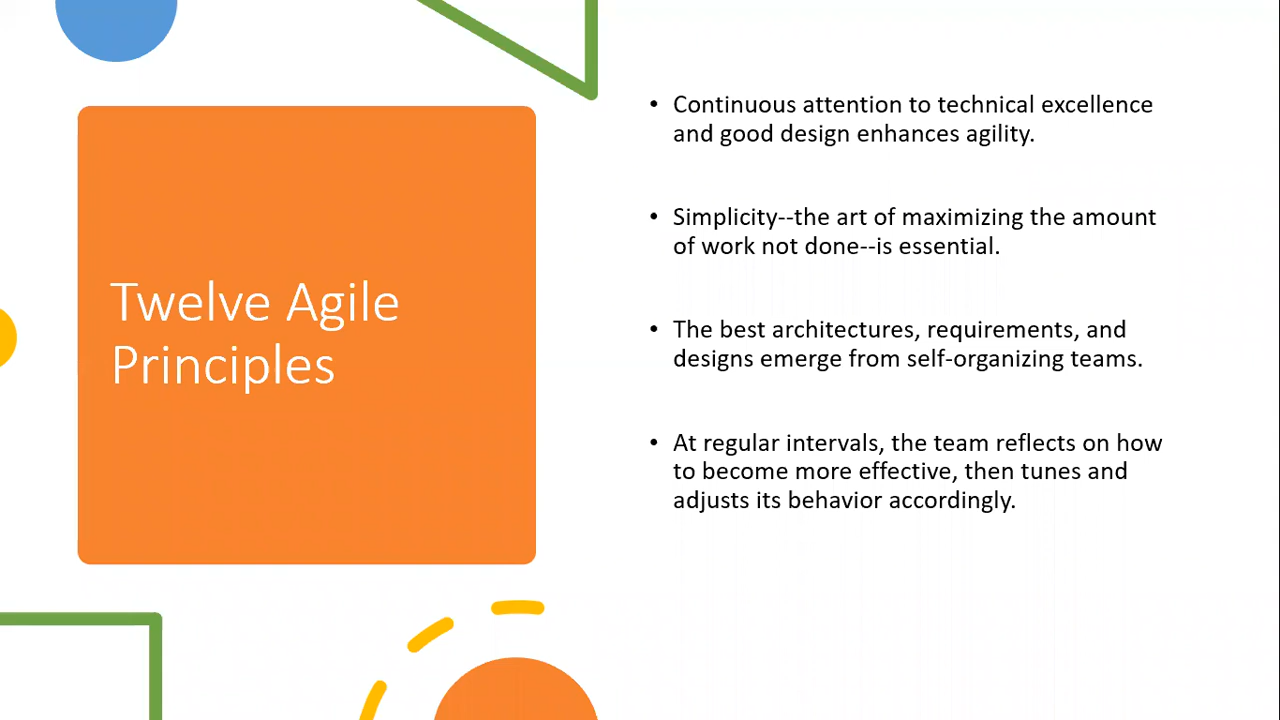 Twelve Agile
Principles
• Continuous attention to technical excellence
and good design enhances agility.
• Simplicity--the art of maximizing the amount
of work not done--is essential.
• The best architectures, requirements, and
designs emerge from self-organizing teams.
• At regular intervals, the team reflects on how
to become more effective, then tunes and
adjusts its behavior accordingly.